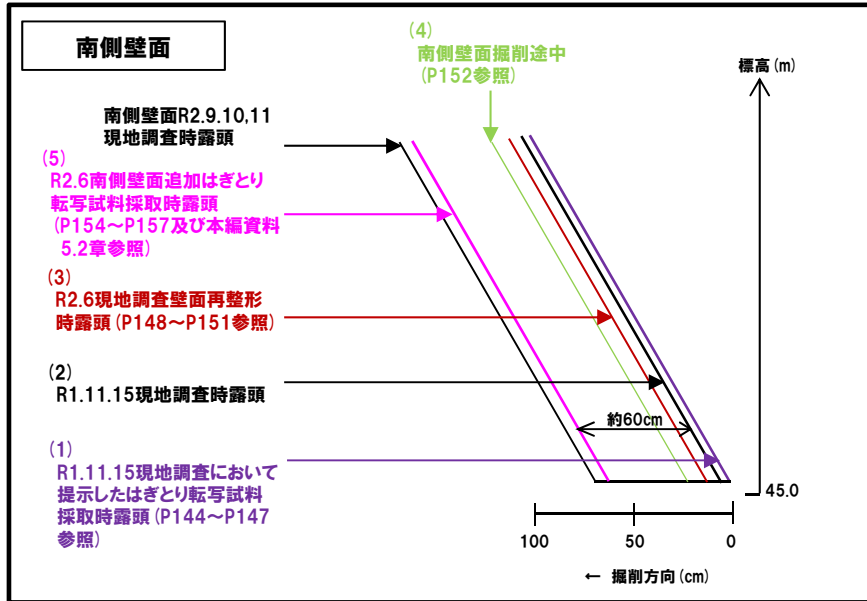 南側壁面
(4)
南側壁面掘削途中
(P152参照)
標高(m)
南側壁面R2.9.10,11
現地調査時露頭
(5)
R2.6南側壁面追加はぎとり
転写試料採取時露頭
(P154～P157及び本編資料
5.2章参照)
(3)
R2.6現地調査壁面再整形
時露頭(P148～P151参照)
(2)
R1.11.15現地調査時露頭
約60cm
(1)
R1.11.15現地調査において
提示したはぎとり転写試料
採取時露頭(P144～P147
参照)
45.0
100 50 0
← 掘削方向(cm)